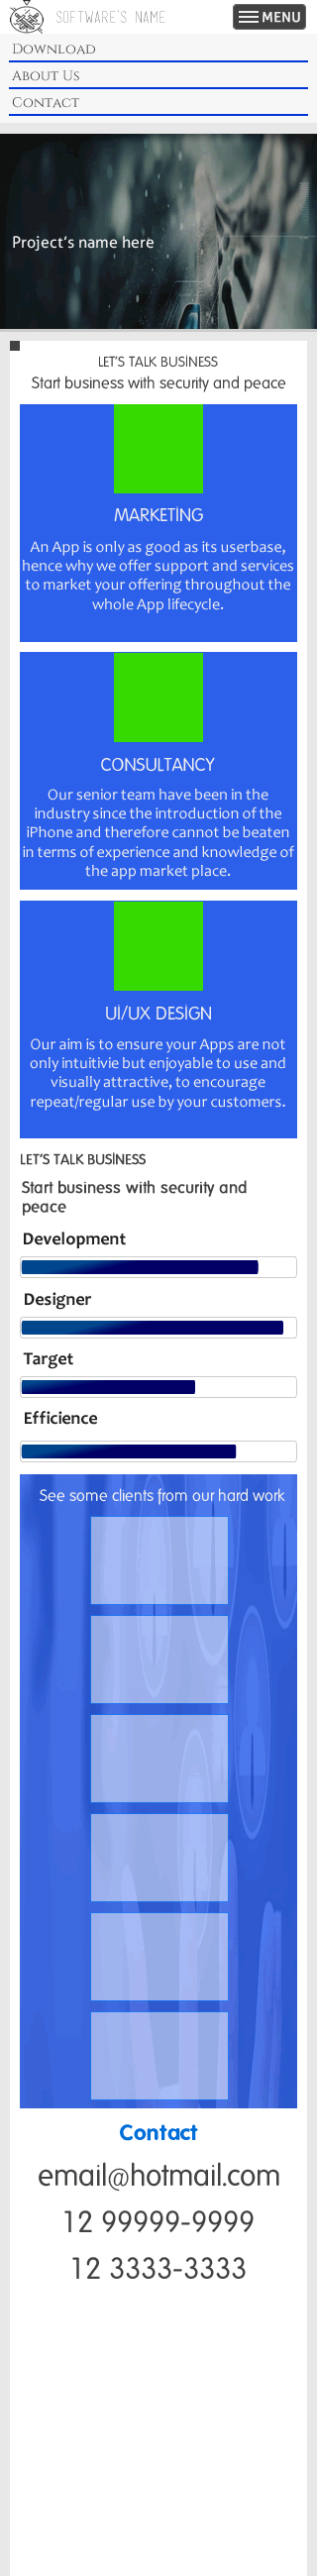 SOFTWARE'S NAME
MENU
Download
About Us
Contact
Project's name here
LET'S TALK BUSINESS
Start business with security and peace
MARKETING
An App is only as good as its userbase,
hence why we offer support and services
to market your offering throughout the
whole App lifecycle.
CONSULTANCY
Our senior team have been in the
industry since the introduction of the
iPhone and therefore cannot be beaten
in terms of experience and knowledge of
the app market place.
UI/UX DESIGN
Our aim is to ensure your Apps are not
only intuitivie but enjoyable to use and
visually attractive, to encourage
repeat/regular use by your customers.
LET'S TALK BUSINESS
Start business with security and
peace
Development
Designer
Target
Efficience
See some clients from our hard work
Contact
email@hotmail.com
12 99999-9999
12 3333-3333